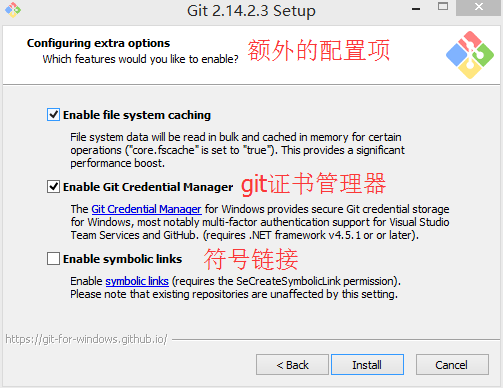 Git 2.14.2.3 Setup
Configuring extra options
Which features would you like to enable?
额外的配置项
Enable file system caching
File system data will be read in bulk and cached in memory for certain
operations ("core.fscache" is set to "true"). This provides a significant
performance boost.
Enable Git Credential Manager git证书管理器
The Git Credential Manager for Windows provides secure Git credential storage
for Windows, most notably multi-factor authentication support for Visual Studio
Team Services and GitHub. (requires .NET framework v4.5.1 or or later).
Enable symbolic links 符号链接
Enable symbolic links (requires the SeCreateSymbolicLink permission).
Please note that existing repositories are unaffected by this setting.
https://git-for-windows.github.io/
< Back Install Cancel